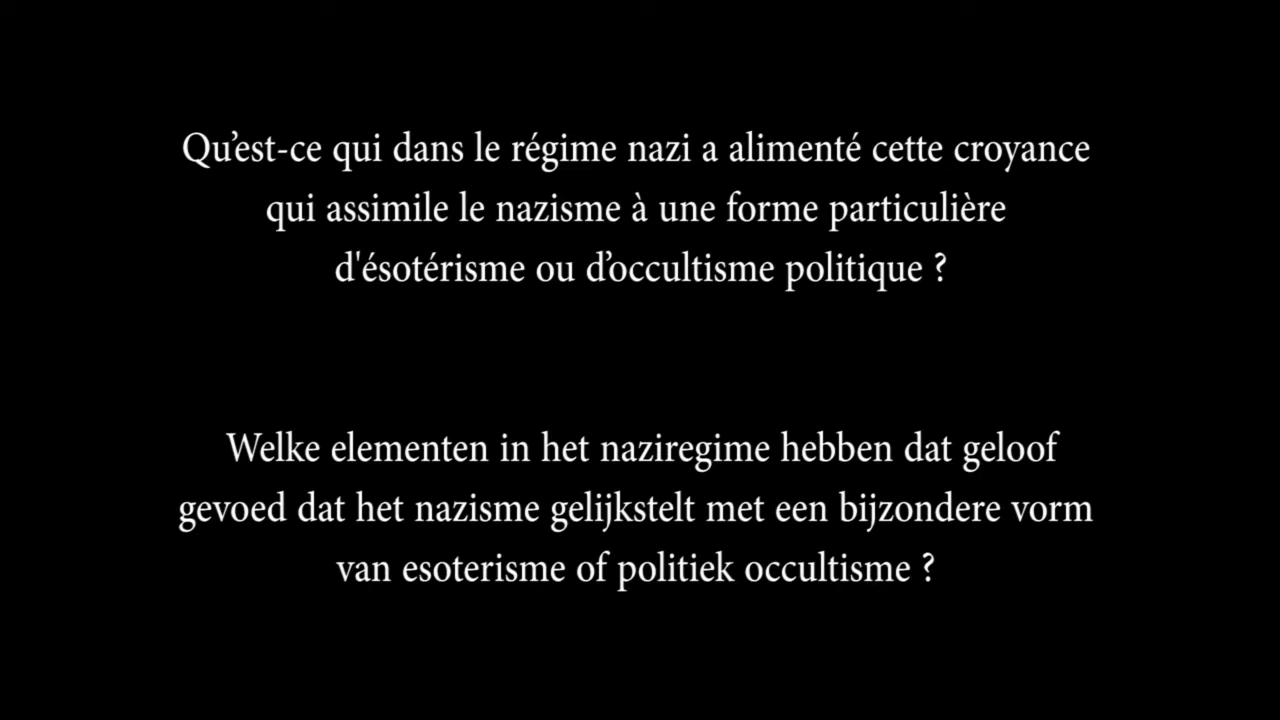 Qu’est-ce qui dans le régime nazi a alimenté cette croyance
qui assimile le nazisme à une forme particulière
d'ésotérisme ou d’occultisme politique ?
Welke elementen in het naziregime hebben dat geloof
gevoed dat het nazisme gelijkstelt met een bijzondere vorm
van esoterisme of politiek occultisme ?